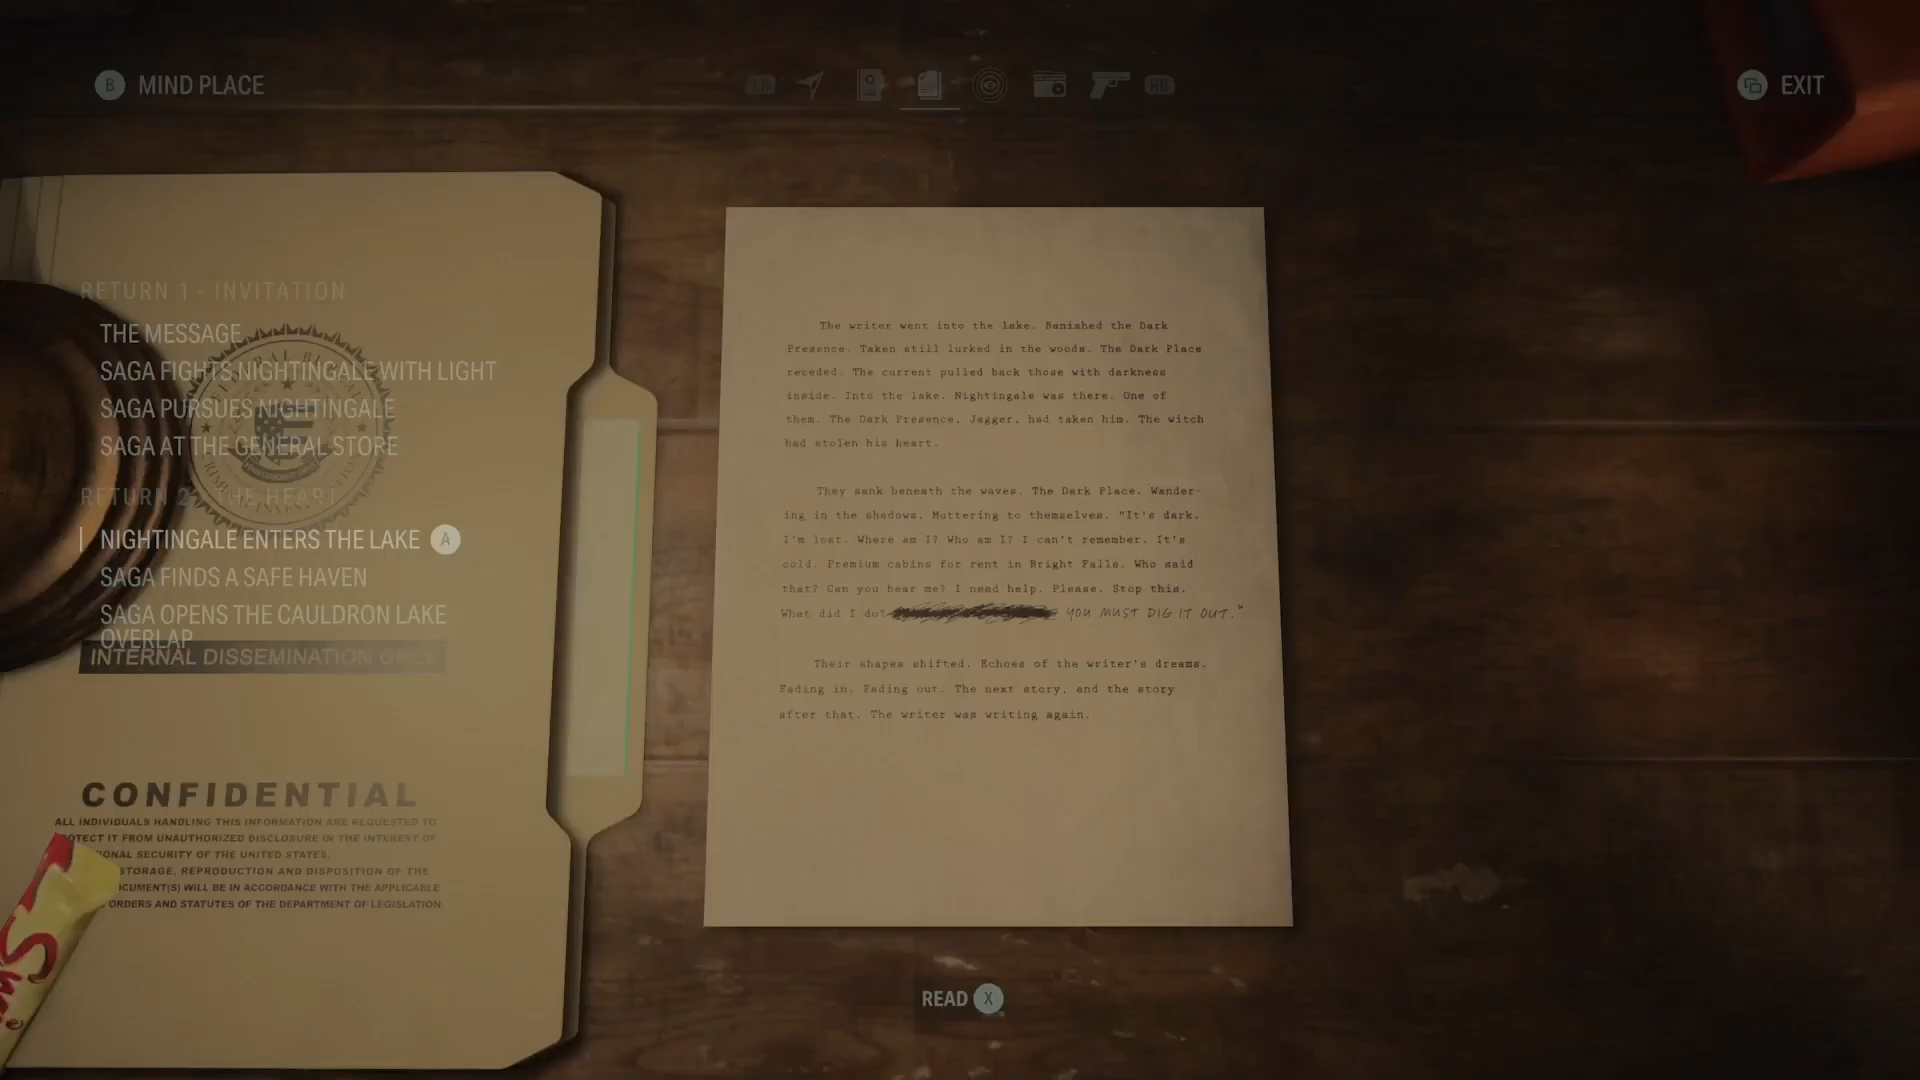 B MIND PLACE
LB
RB
EXIT
RETURN 1 - INVITATION
THE MESSAGE
SAGA FIGHTS NIGHTINGALE WITH LIGHT
SAGA PURSUES NIGHTINGALE
SAGA AT THE GENERAL STORE
RETURN 2 - THE HEART
NIGHTINGALE ENTERS THE LAKE A
SAGA FINDS A SAFE HAVEN
SAGA OPENS THE CAULDRON LAKE
OVERLAP
INTERNAL DISSEMINATION ONLY
CONFIDENTIAL
ALL INDIVIDUALS HANDLING THIS INFORMATION ARE REQUESTED TO
OTECT IT FROM UNAUTHORIZED DISCLOSURE IN THE INTEREST OF
ONAL SECURITY OF THE UNITED STATES.
STORAGE, REPRODUCTION AND DISPOSITION OF THE
OCUMENT(S) WILL BE IN ACCORDANCE WITH THE APPLICABLE
ORDERS AND STATUTES OF THE DEPARTMENT OF LEGISLATION.
The writer went into the lake. Banished the Dark
Presence. Taken still lurked in the woods. The Dark Place
receded. The current pulled back those with darkness
inside. Into the lake. Nightingale was there. One of
them. The Dark Presence, Jagger, had taken him. The witch
had stolen his heart.
They sank beneath the waves. The Dark Place. Wander-
ing in the shadows. Muttering to themselves. "It's dark.
I'm lost. Where am I? Who am I? I can't remember. It's
cold. Premium cabins for rent in Bright Falls. Who said
that? Can you hear me? I need help. Please. Stop this.
What did I do? YOU MUST DIG IT OUT."
Their shapes shifted. Echoes of the writer's dreams.
Fading in. Fading out. The next story, and the story
after that. The writer was writing again.
READ X